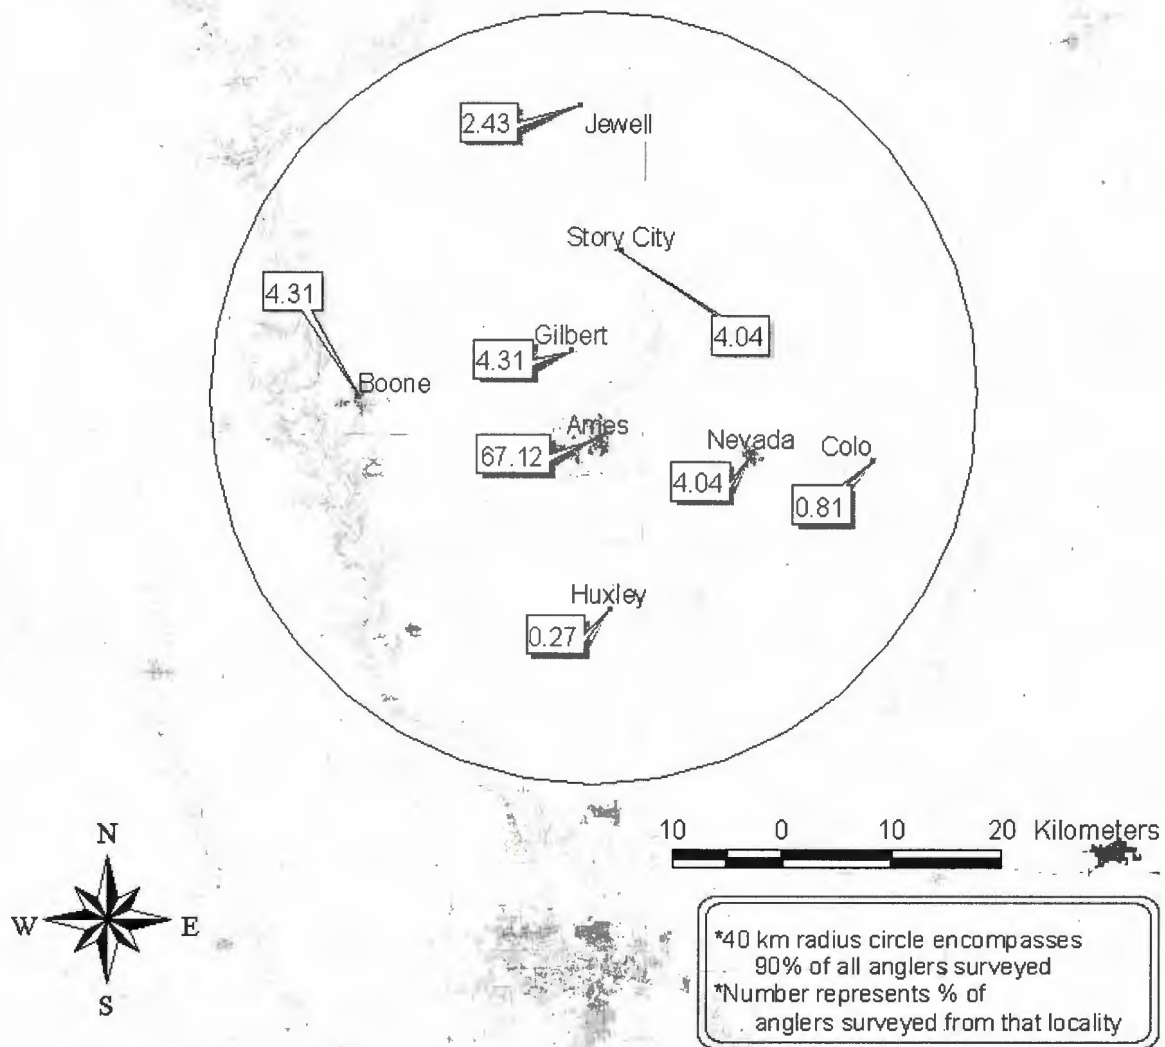 2.43
Jewell
Story City
4.31
4.04
Gilbert
4.31
Boone
Ames
67.12
Nevada
Colo
4.04
0.81
Huxley
0.27
10 0 10 20 Kilometers
N
W E
S
*40 km radius circle encompasses
90% of all anglers surveyed
*Number represents % of
anglers surveyed from that locality